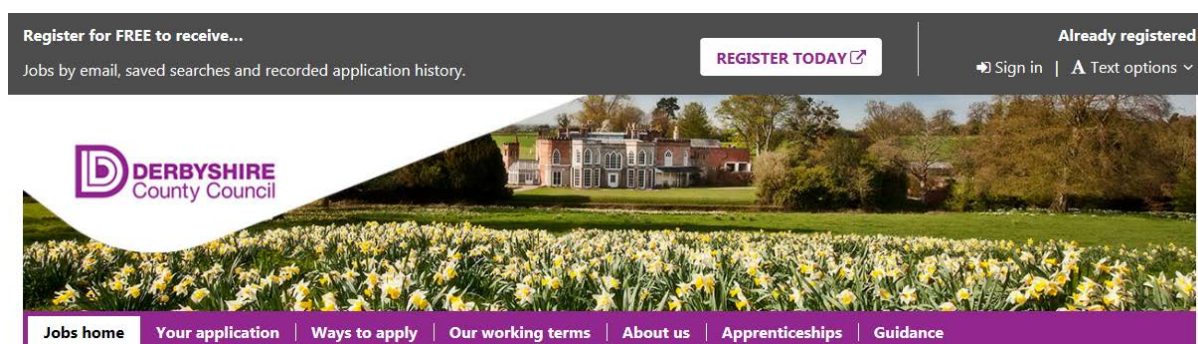 Register for FREE to receive...
Jobs by email, saved searches and recorded application history.
REGISTER TODAY
Already registered
Sign in | A Text options
DERBYSHIRE
County Council
Jobs home | Your application | Ways to apply | Our working terms | About us | Apprenticeships | Guidance